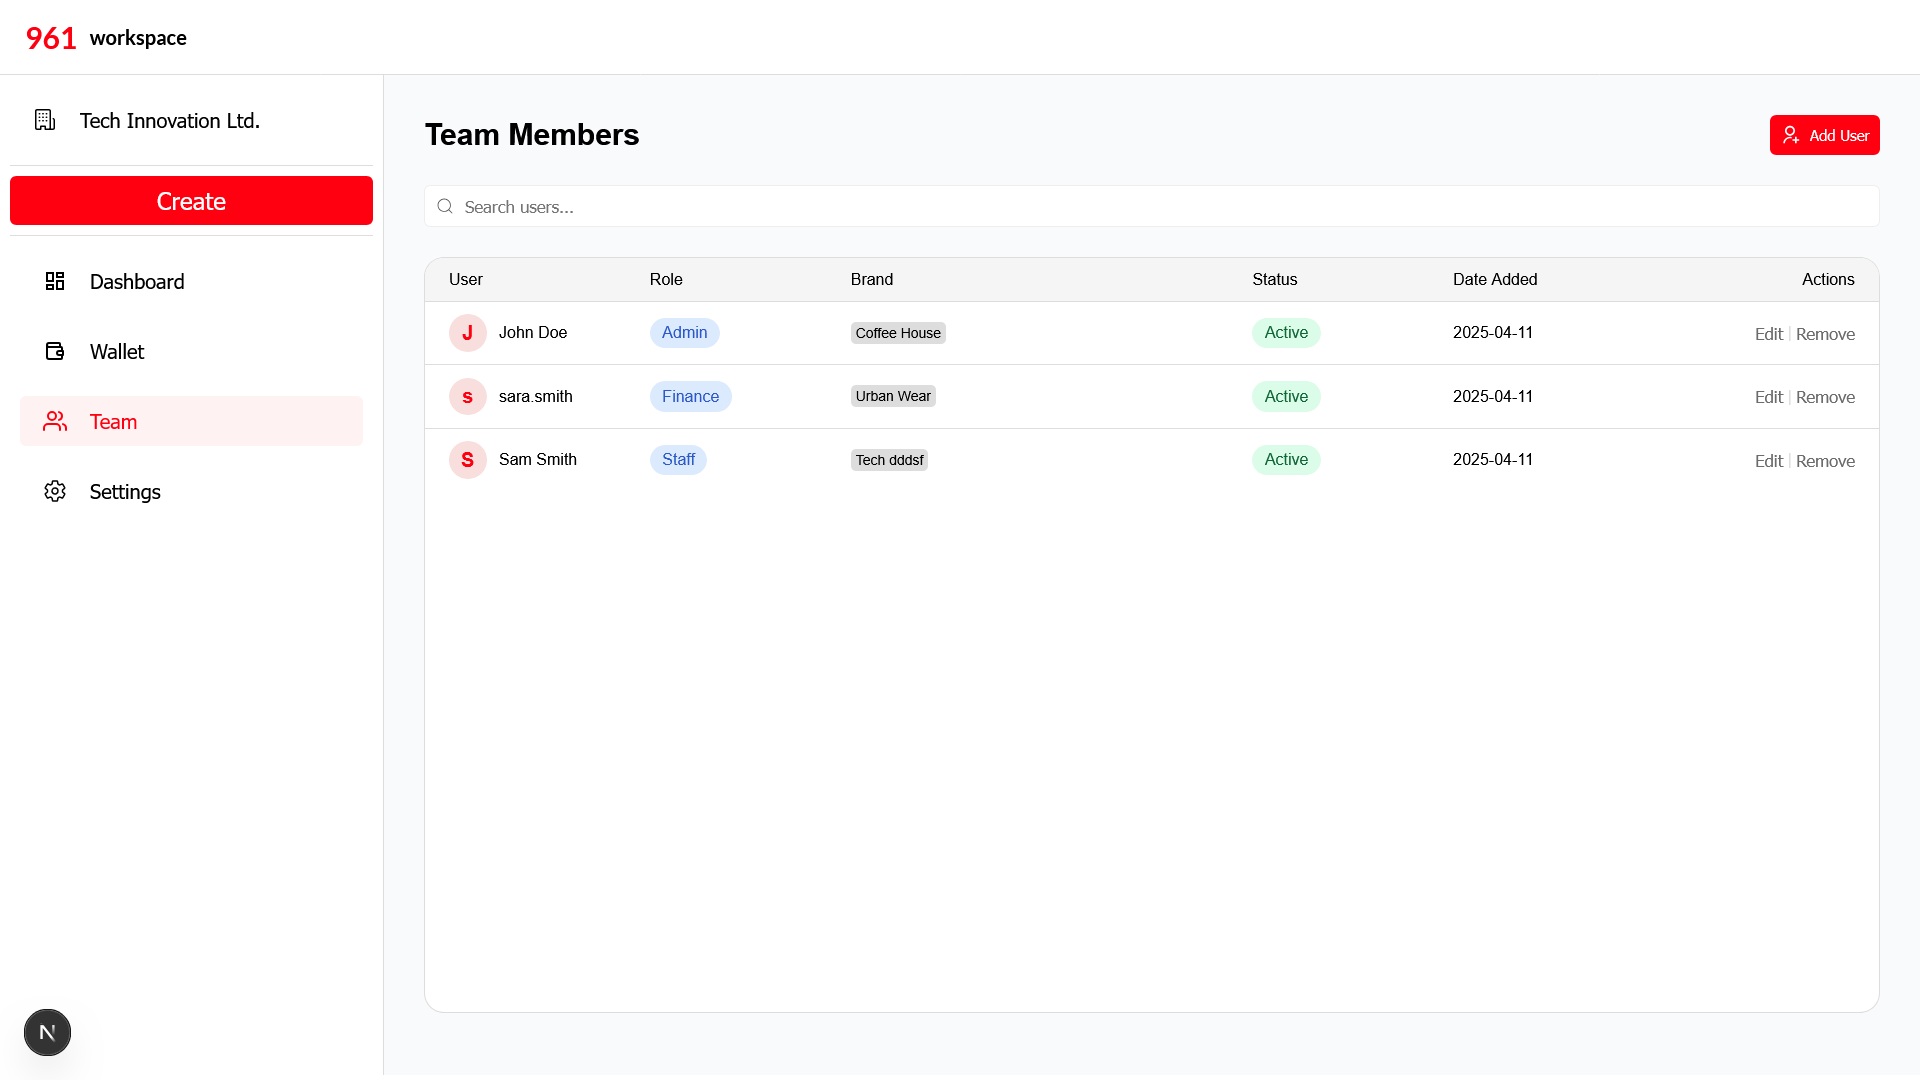 961 workspace
Tech Innovation Ltd.
Create
Dashboard
Wallet
Team
Settings
Team Members
Add User
Search users...
User Role Brand Status Date Added Actions
J John Doe Admin Coffee House Active 2025-04-11 Edit | Remove
s sara.smith Finance Urban Wear Active 2025-04-11 Edit | Remove
S Sam Smith Staff Tech dddsf Active 2025-04-11 Edit | Remove
N